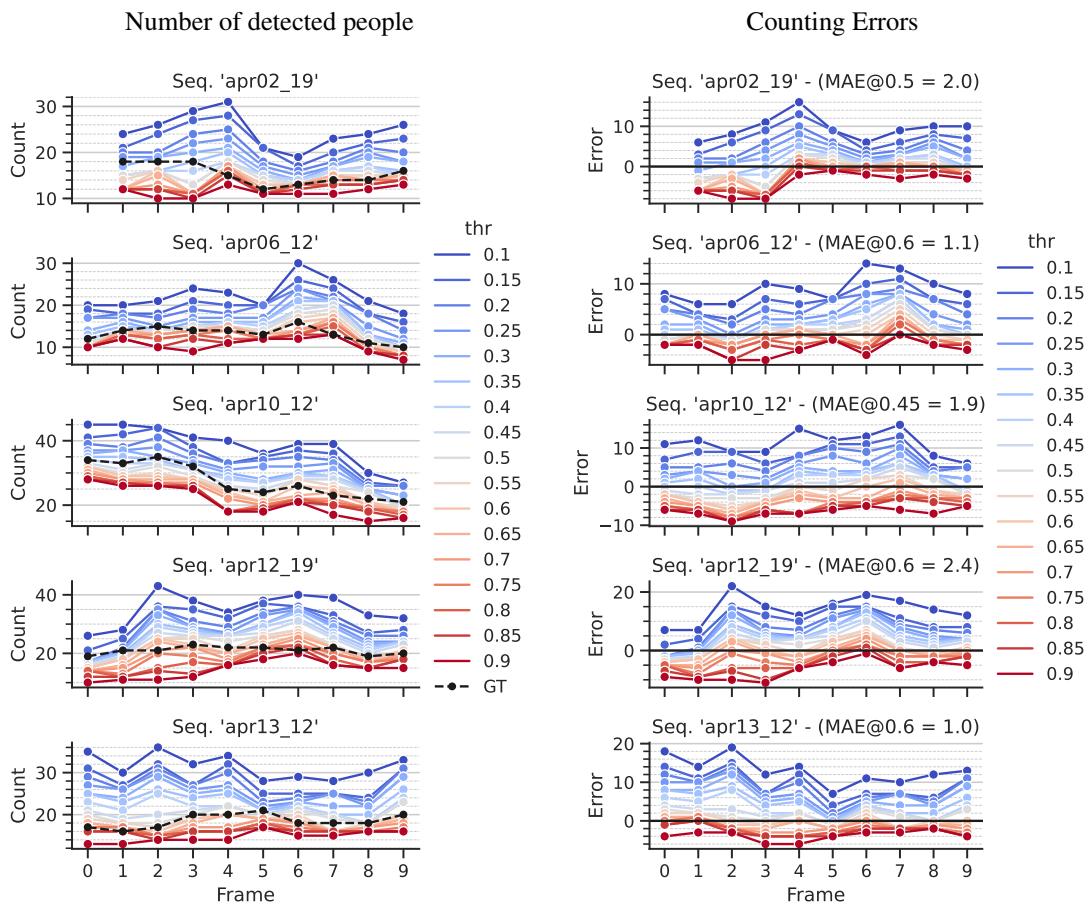 Number of detected people
Counting Errors
Seq. 'apr02_19'
Count
30
20
10
Seq. 'apr02_19' - (MAE@0.5 = 2.0)
Error
10
0
Seq. 'apr06_12'
Count
30
20
10
Seq. 'apr06_12' - (MAE@0.6 = 1.1)
Error
10
0
Seq. 'apr10_12'
Count
40
20
Seq. 'apr10_12' - (MAE@0.45 = 1.9)
Error
10
0
−10
Seq. 'apr12_19'
Count
40
20
Seq. 'apr12_19' - (MAE@0.6 = 2.4)
Error
20
0
Seq. 'apr13_12'
Count
30
20
0 1 2 3 4 5 6 7 8 9
Frame
Seq. 'apr13_12' - (MAE@0.6 = 1.0)
Error
20
10
0
0 1 2 3 4 5 6 7 8 9
Frame
thr
0.1
0.15
0.2
0.25
0.3
0.35
0.4
0.45
0.5
0.55
0.6
0.65
0.7
0.75
0.8
0.85
0.9
GT
thr
0.1
0.15
0.2
0.25
0.3
0.35
0.4
0.45
0.5
0.55
0.6
0.65
0.7
0.75
0.8
0.85
0.9